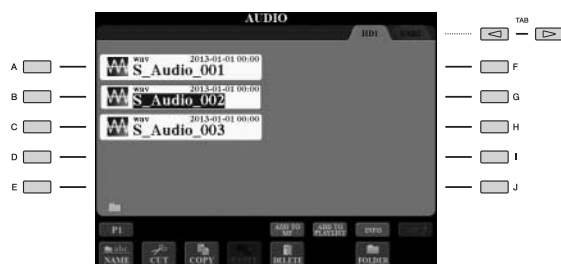 AUDIO
TAB
HD1 USB1
A
wav 2013-01-01 00:00
S_Audio_001
F
B
wav 2013-01-01 00:00
S_Audio_002
G
C
wav 2013-01-01 00:00
S_Audio_003
H
D
I
E
J
P1
ADD TO MF
ADD TO PLAYLIST
INFO
abc
NAME
CUT
COPY
PASTE
DELETE
FOLDER